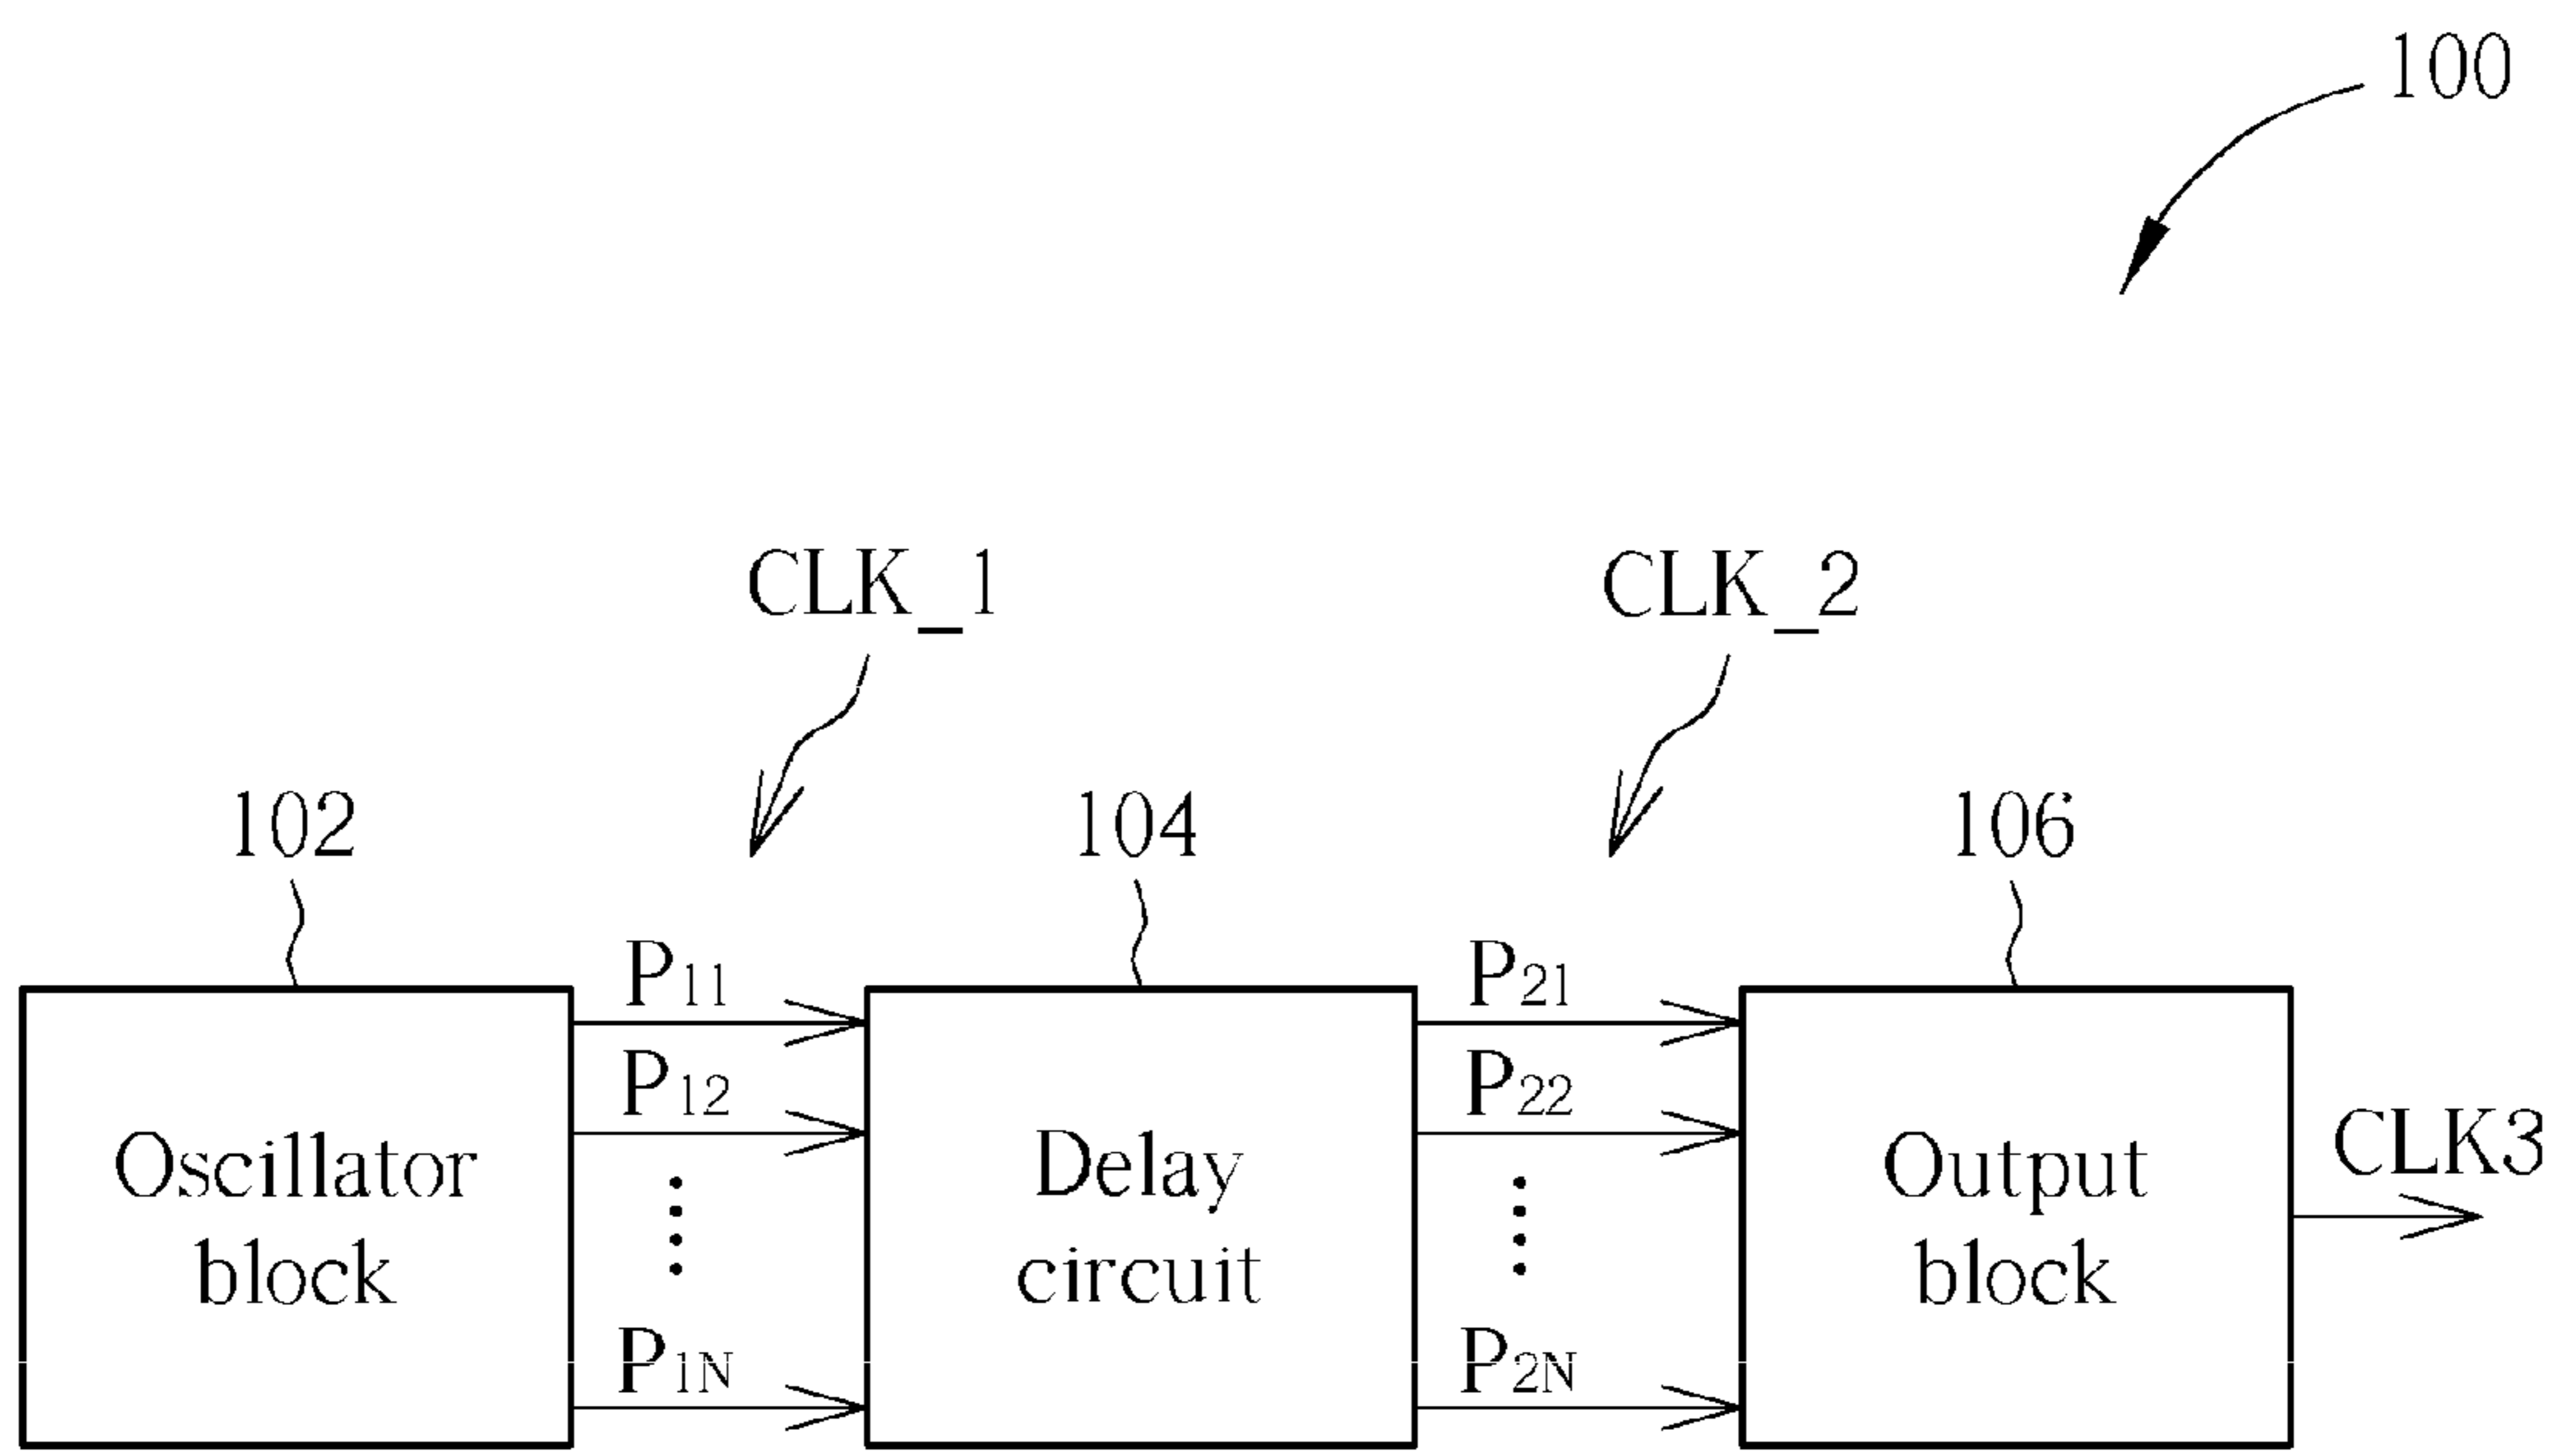 100
CLK_1
CLK_2
102
104
106
P11
P12
P1N
P21
P22
P2N
Oscillator
block
Delay
circuit
Output
block
CLK3